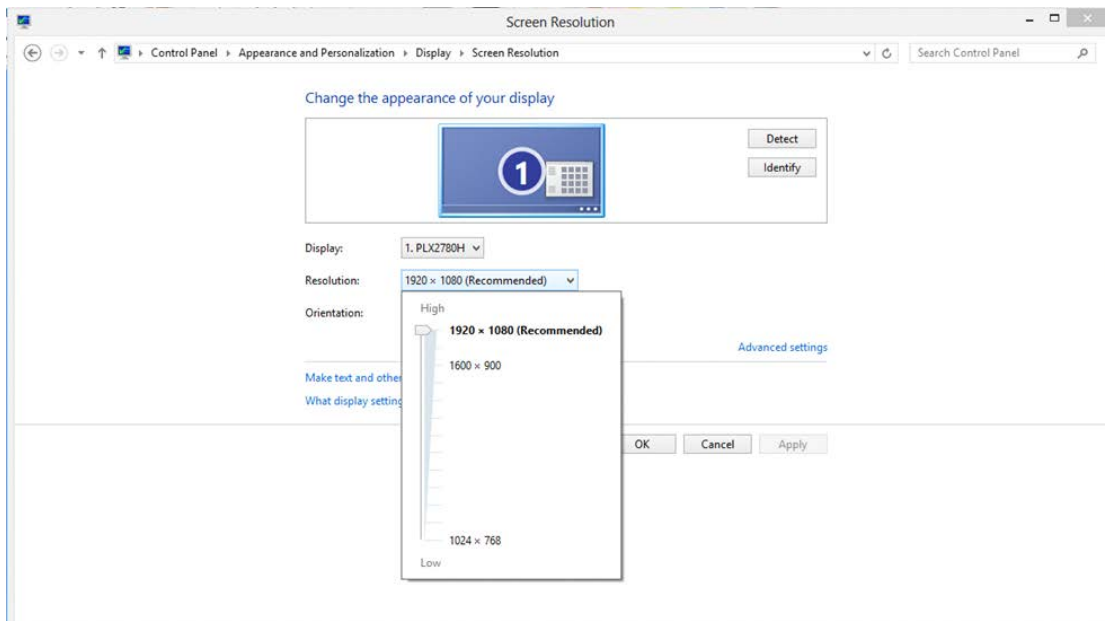 Screen Resolution
Control Panel Appearance and Personalization Display Screen Resolution
Search Control Panel
Change the appearance of your display
1
Detect
Identify
Display: 1. PLX2780H
Resolution: 1920 × 1080 (Recommended)
Orientation:
High
1920 × 1080 (Recommended)
1600 × 900
1024 × 768
Low
Advanced settings
Make text and other
What display setting
OK Cancel Apply